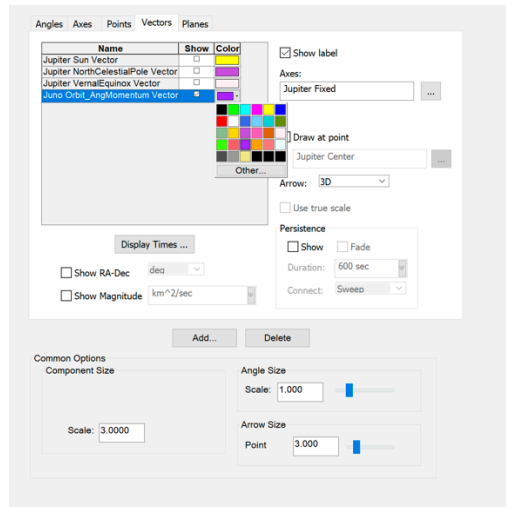 Angles Axes Points Vectors Planes
Name Show Color
Jupiter Sun Vector
Jupiter NorthCelestialPole Vector
Jupiter VernalEquinox Vector
Juno Orbit_AngMomentum Vector
Other...
Show label
Axes:
Jupiter Fixed ...
Draw at point
Jupiter Center ...
Arrow: 3D
Use true scale
Persistence
Show Fade
Duration: 600 sec
Connect: Sweep
Display Times ...
Show RA-Dec deg
Show Magnitude km^2/sec
Add... Delete
Common Options
Component Size
Scale: 3.0000
Angle Size
Scale: 1.000
Arrow Size
Point 3.000